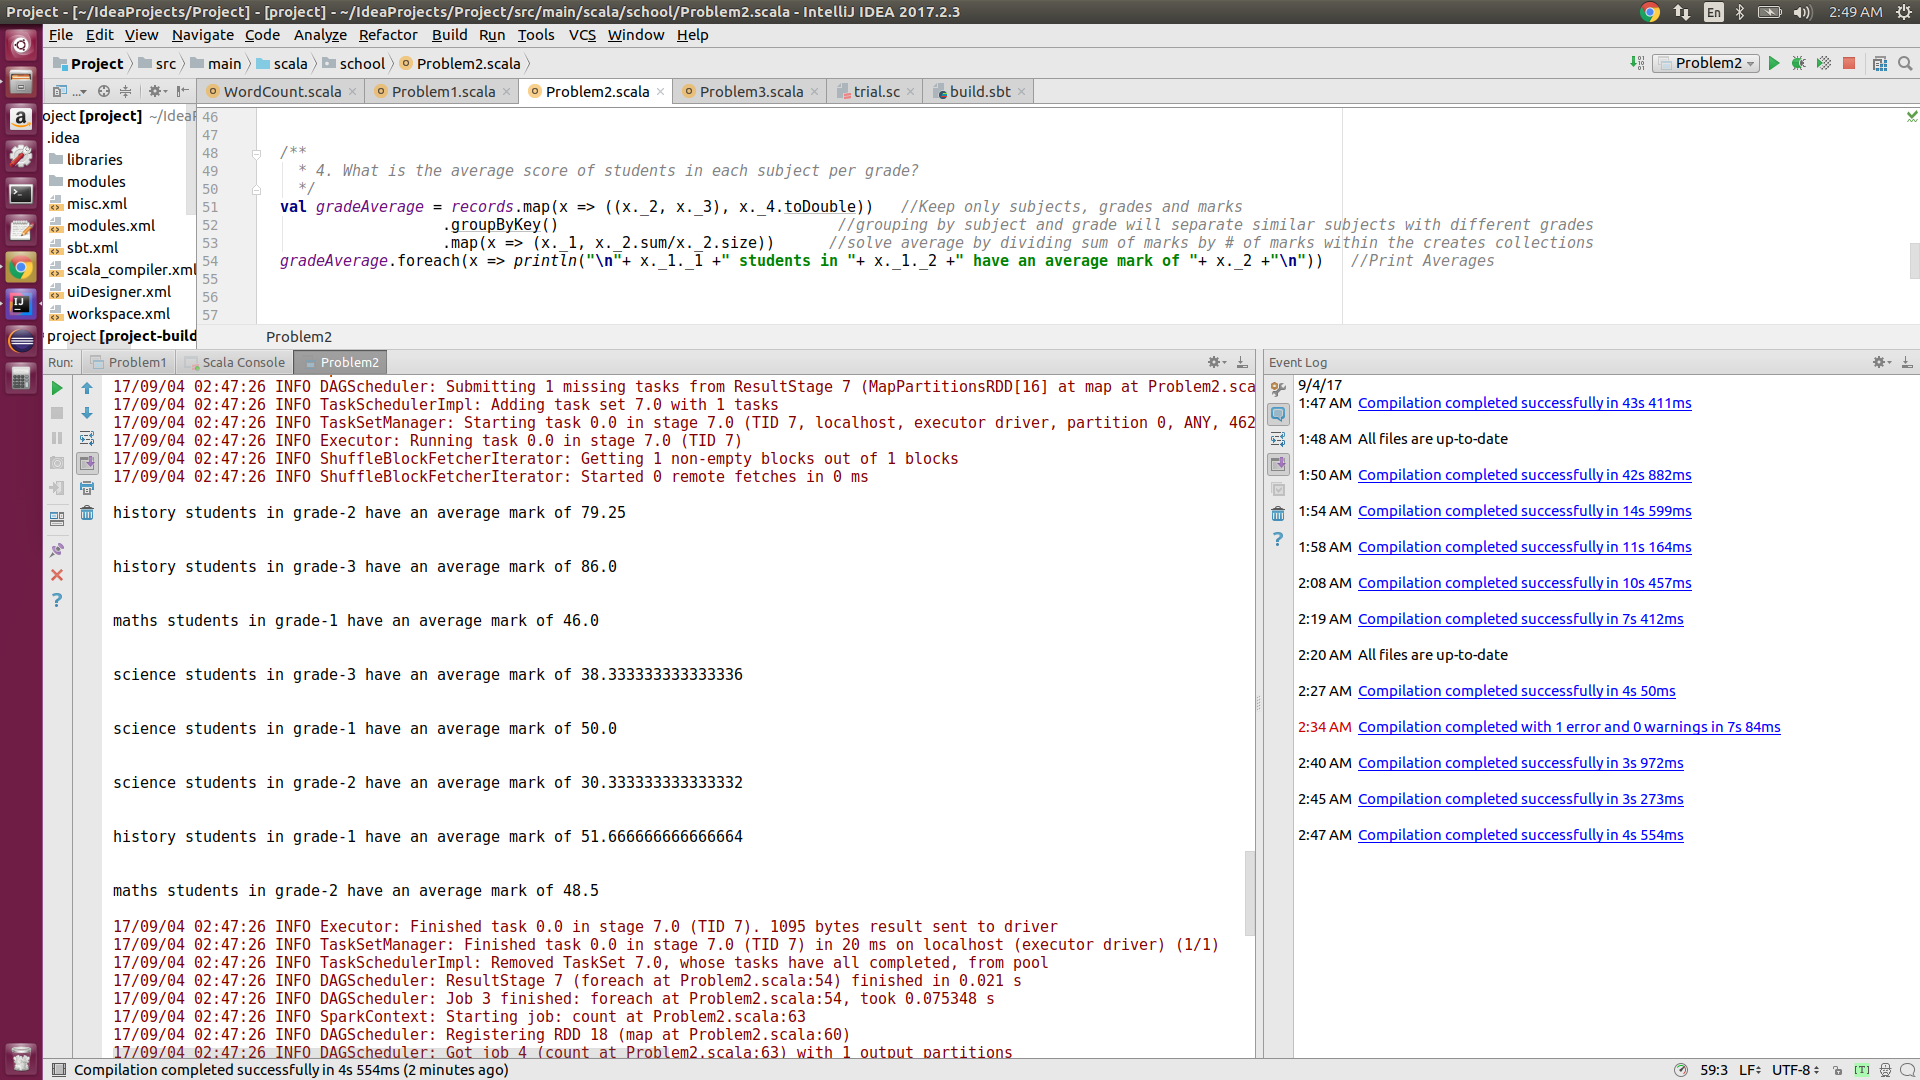 Project - [~/IdeaProjects/Project] - [project] - ~/IdeaProjects/Project/src/main/scala/school/Problem2.scala - IntelliJ IDEA 2017.2.3
En
2:49 AM
File Edit View Navigate Code Analyze Refactor Build Run Tools VCS Window Help
Project src main scala school Problem2.scala
Problem2
WordCount.scala Problem1.scala Problem2.scala Problem3.scala trial.sc build.sbt
oject [project] ~/IdeaP
.idea
libraries
modules
misc.xml
modules.xml
sbt.xml
scala_compiler.xml
uiDesigner.xml
workspace.xml
project [project-build
46
47
48 /**
49 * 4. What is the average score of students in each subject per grade?
50 */
51 val gradeAverage = records.map(x => ((x._2, x._3), x._4.toDouble)) //Keep only subjects, grades and marks
52 .groupByKey() //grouping by subject and grade will separate similar subjects with different grades
53 .map(x => (x._1, x._2.sum/x._2.size)) //solve average by dividing sum of marks by # of marks within the creates collections
54 gradeAverage.foreach(x => println("\n"+ x._1._1 +" students in "+ x._1._2 +" have an average mark of "+ x._2 +"\n")) //Print Averages
55
56
57
Problem2
Run: Problem1 Scala Console Problem2
17/09/04 02:47:26 INFO DAGScheduler: Submitting 1 missing tasks from ResultStage 7 (MapPartitionsRDD[16] at map at Problem2.sca
17/09/04 02:47:26 INFO TaskSchedulerImpl: Adding task set 7.0 with 1 tasks
17/09/04 02:47:26 INFO TaskSetManager: Starting task 0.0 in stage 7.0 (TID 7, localhost, executor driver, partition 0, ANY, 462
17/09/04 02:47:26 INFO Executor: Running task 0.0 in stage 7.0 (TID 7)
17/09/04 02:47:26 INFO ShuffleBlockFetcherIterator: Getting 1 non-empty blocks out of 1 blocks
17/09/04 02:47:26 INFO ShuffleBlockFetcherIterator: Started 0 remote fetches in 0 ms
history students in grade-2 have an average mark of 79.25
history students in grade-3 have an average mark of 86.0
maths students in grade-1 have an average mark of 46.0
science students in grade-3 have an average mark of 38.333333333333336
science students in grade-1 have an average mark of 50.0
science students in grade-2 have an average mark of 30.333333333333332
history students in grade-1 have an average mark of 51.666666666666664
maths students in grade-2 have an average mark of 48.5
17/09/04 02:47:26 INFO Executor: Finished task 0.0 in stage 7.0 (TID 7). 1095 bytes result sent to driver
17/09/04 02:47:26 INFO TaskSetManager: Finished task 0.0 in stage 7.0 (TID 7) in 20 ms on localhost (executor driver) (1/1)
17/09/04 02:47:26 INFO TaskSchedulerImpl: Removed TaskSet 7.0, whose tasks have all completed, from pool
17/09/04 02:47:26 INFO DAGScheduler: ResultStage 7 (foreach at Problem2.scala:54) finished in 0.021 s
17/09/04 02:47:26 INFO DAGScheduler: Job 3 finished: foreach at Problem2.scala:54, took 0.075348 s
17/09/04 02:47:26 INFO SparkContext: Starting job: count at Problem2.scala:63
17/09/04 02:47:26 INFO DAGScheduler: Registering RDD 18 (map at Problem2.scala:60)
17/09/04 02:47:26 INFO DAGScheduler: Got job 4 (count at Problem2.scala:63) with 1 output partitions
Event Log
9/4/17
1:47 AM Compilation completed successfully in 43s 411ms
1:48 AM All files are up-to-date
1:50 AM Compilation completed successfully in 42s 882ms
1:54 AM Compilation completed successfully in 14s 599ms
1:58 AM Compilation completed successfully in 11s 164ms
2:08 AM Compilation completed successfully in 10s 457ms
2:19 AM Compilation completed successfully in 7s 412ms
2:20 AM All files are up-to-date
2:27 AM Compilation completed successfully in 4s 50ms
2:34 AM Compilation completed with 1 error and 0 warnings in 7s 84ms
2:40 AM Compilation completed successfully in 3s 972ms
2:45 AM Compilation completed successfully in 3s 273ms
2:47 AM Compilation completed successfully in 4s 554ms
Compilation completed successfully in 4s 554ms (2 minutes ago)
59:3 LF UTF-8 [T]